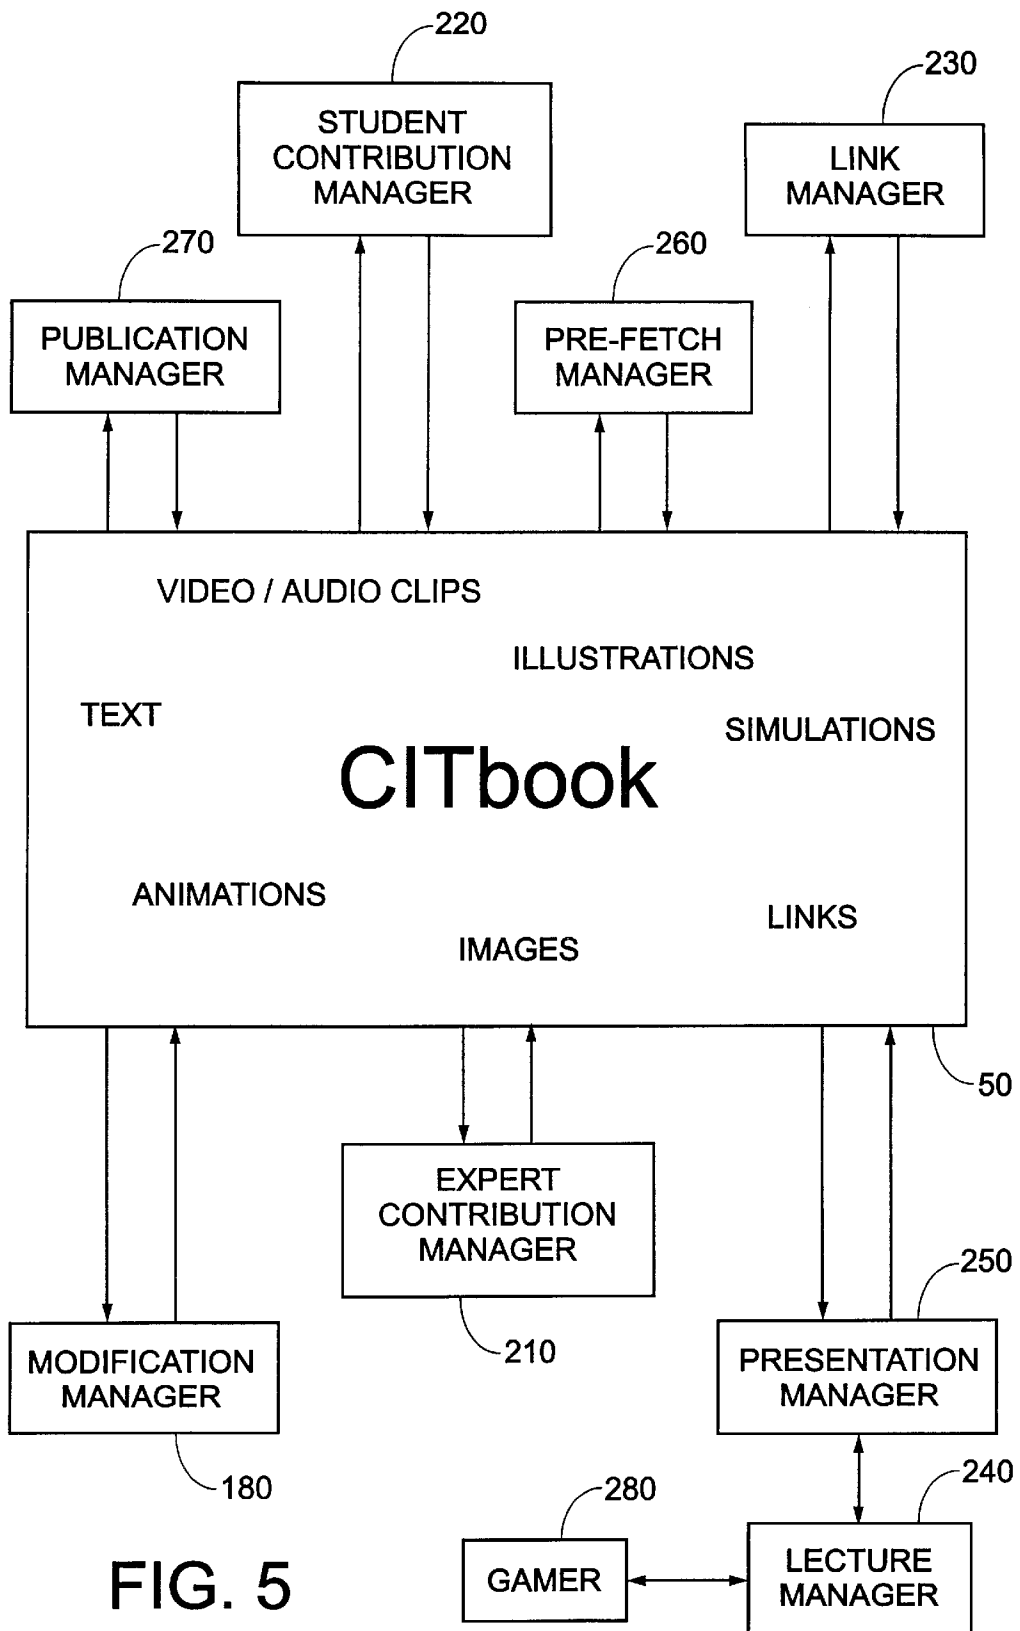 220
STUDENT
CONTRIBUTION
MANAGER
230
LINK
MANAGER
270
PUBLICATION
MANAGER
260
PRE-FETCH
MANAGER
VIDEO / AUDIO CLIPS
ILLUSTRATIONS
TEXT
SIMULATIONS
CITbook
ANIMATIONS
LINKS
IMAGES
50
EXPERT
CONTRIBUTION
MANAGER
210
250
MODIFICATION
MANAGER
180
PRESENTATION
MANAGER
240
280
GAMER
LECTURE
MANAGER
FIG. 5